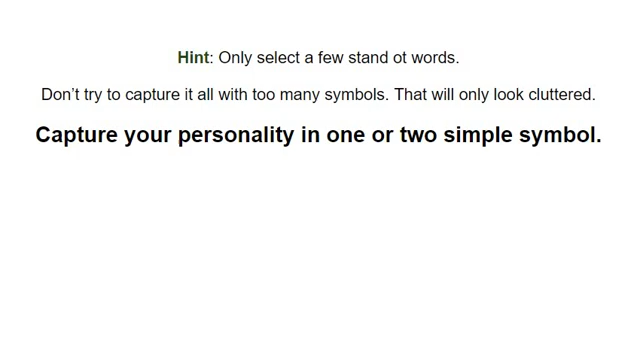 Hint: Only select a few stand ot words.
Don't try to capture it all with too many symbols. That will only look cluttered.
Capture your personality in one or two simple symbol.